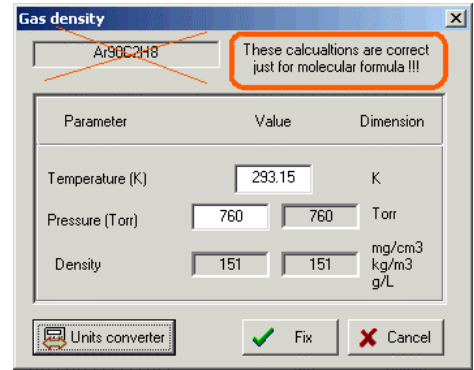 Gas density
Ar90C2H8
These calcualtions are correct
just for molecular formula !!!
Parameter Value Dimension
Temperature (K) 293.15 K
Pressure (Torr) 760 760 Torr
Density 151 151 mg/cm3
kg/m3
g/L
Units converter Fix Cancel